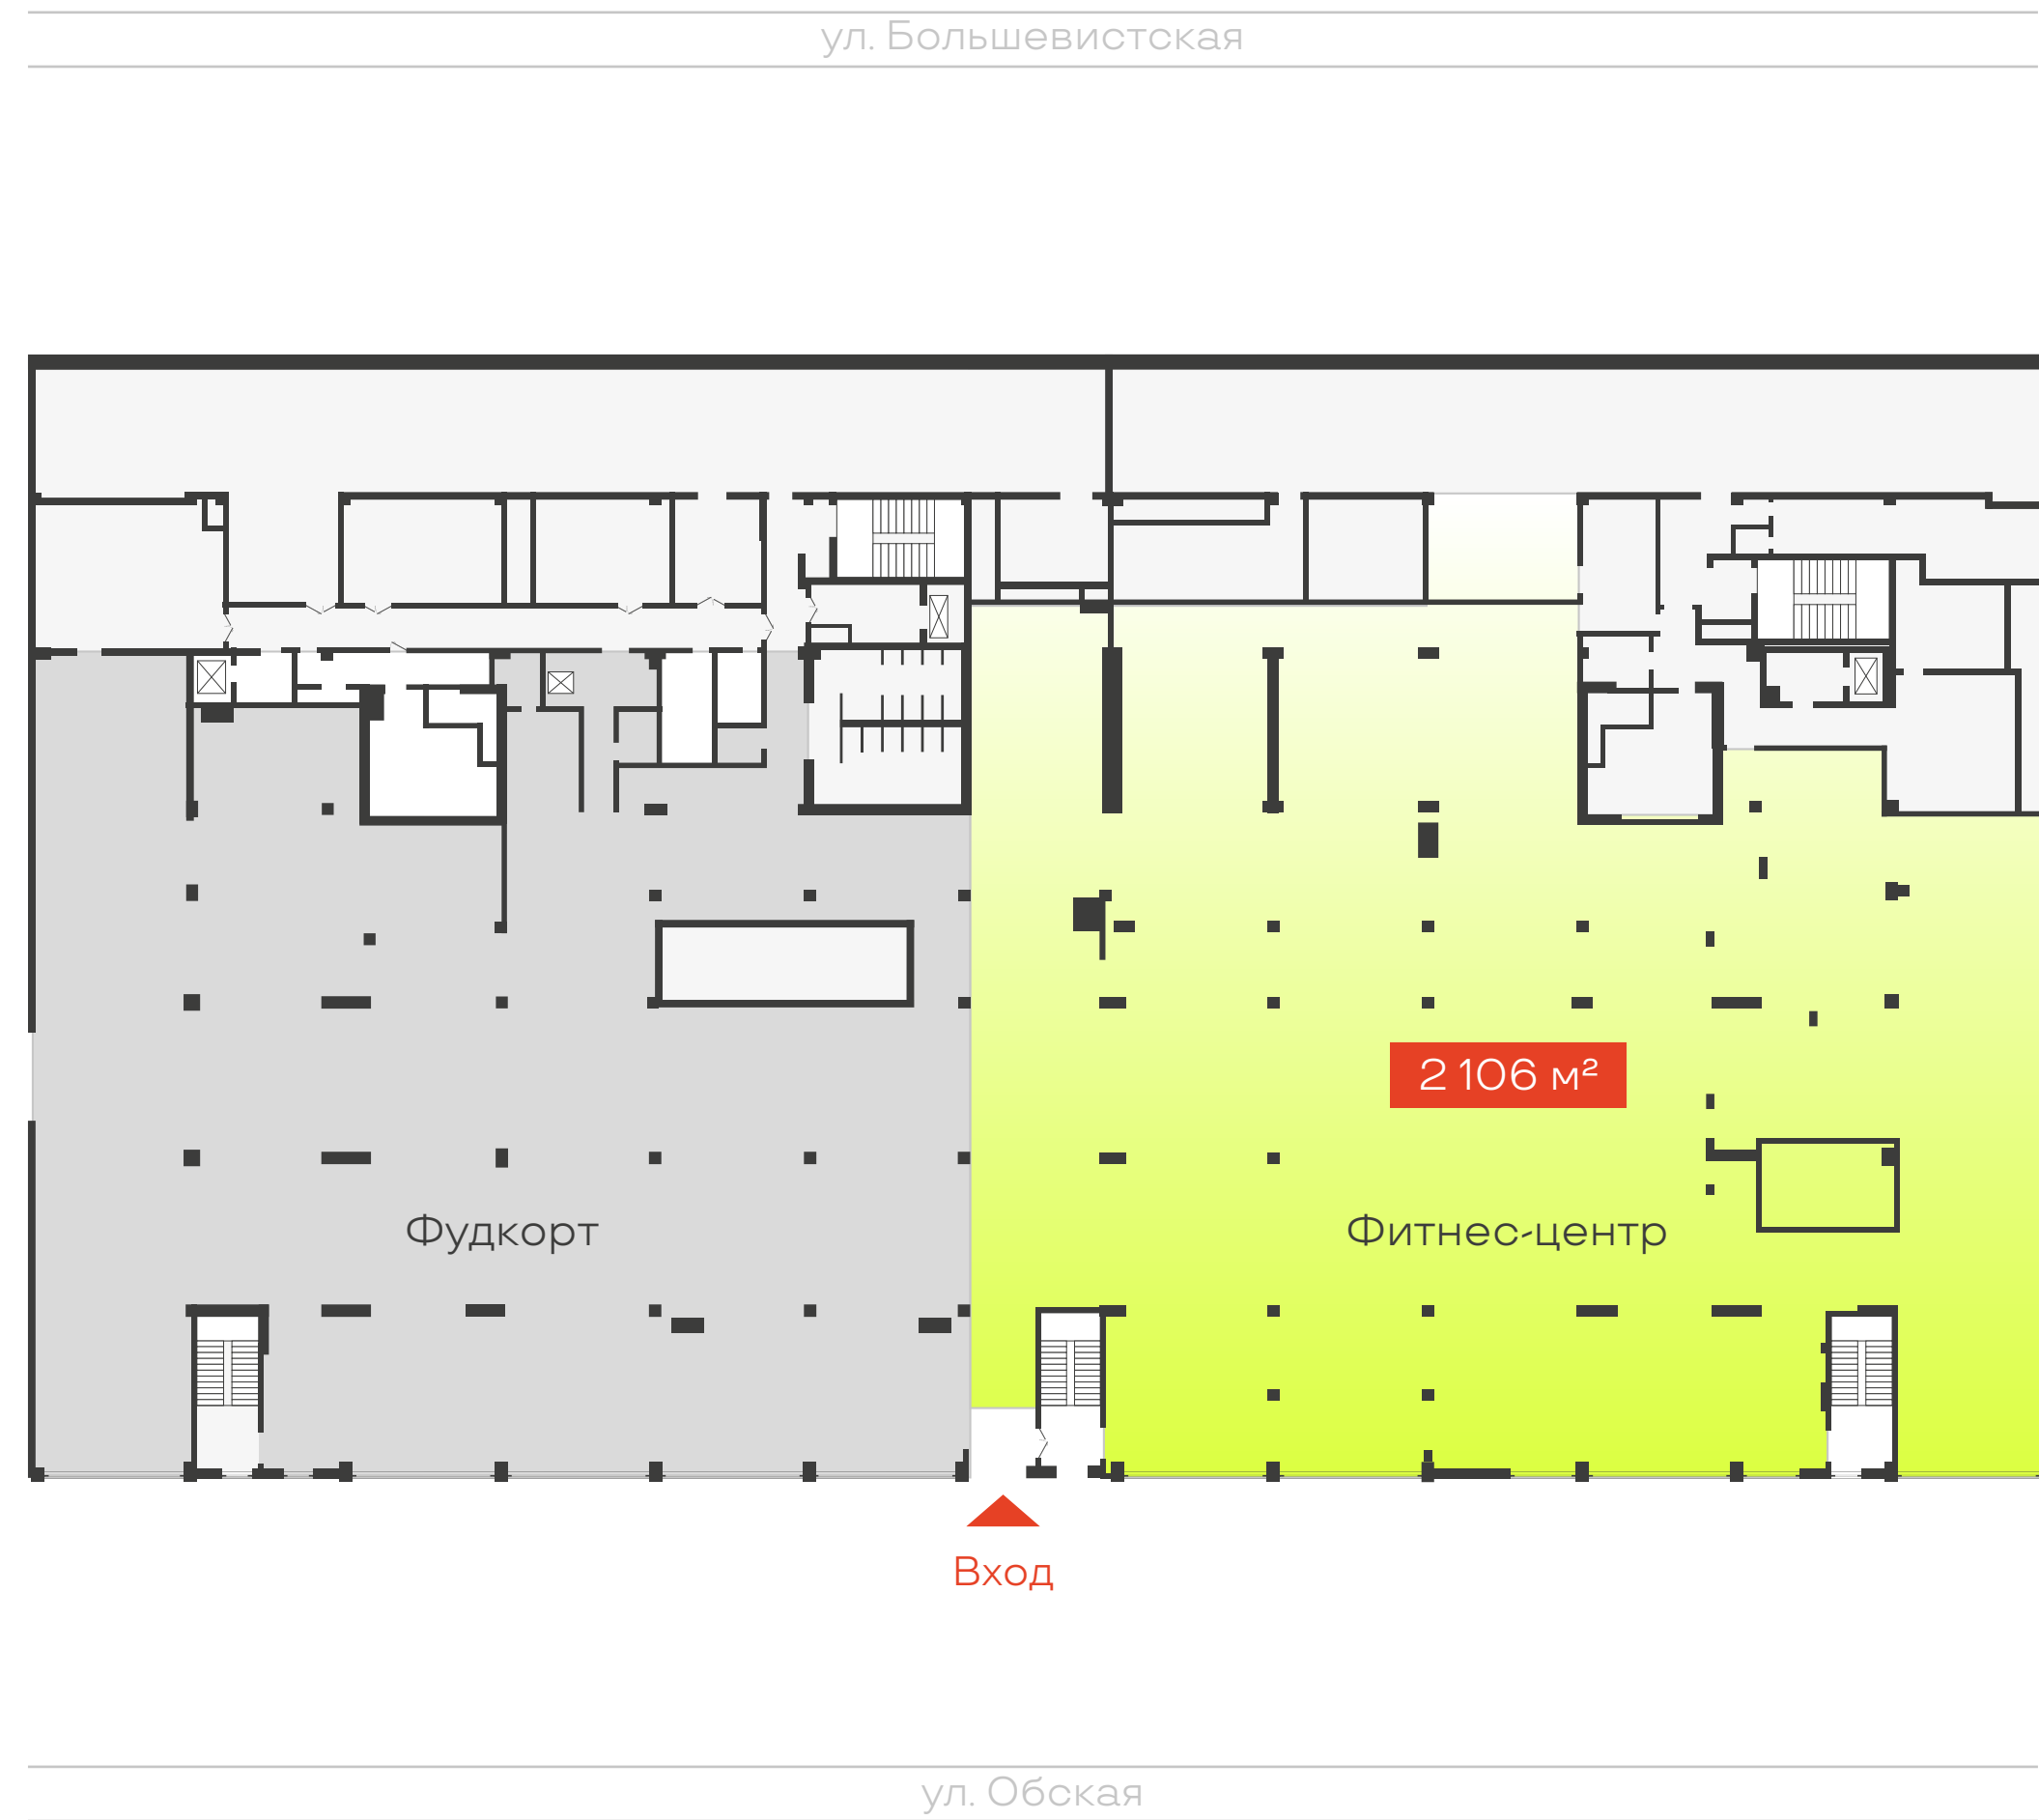 ул. Большевистская
2 106 м²
Фудкорт
Фитнес-центр
Вход
ул. Обская